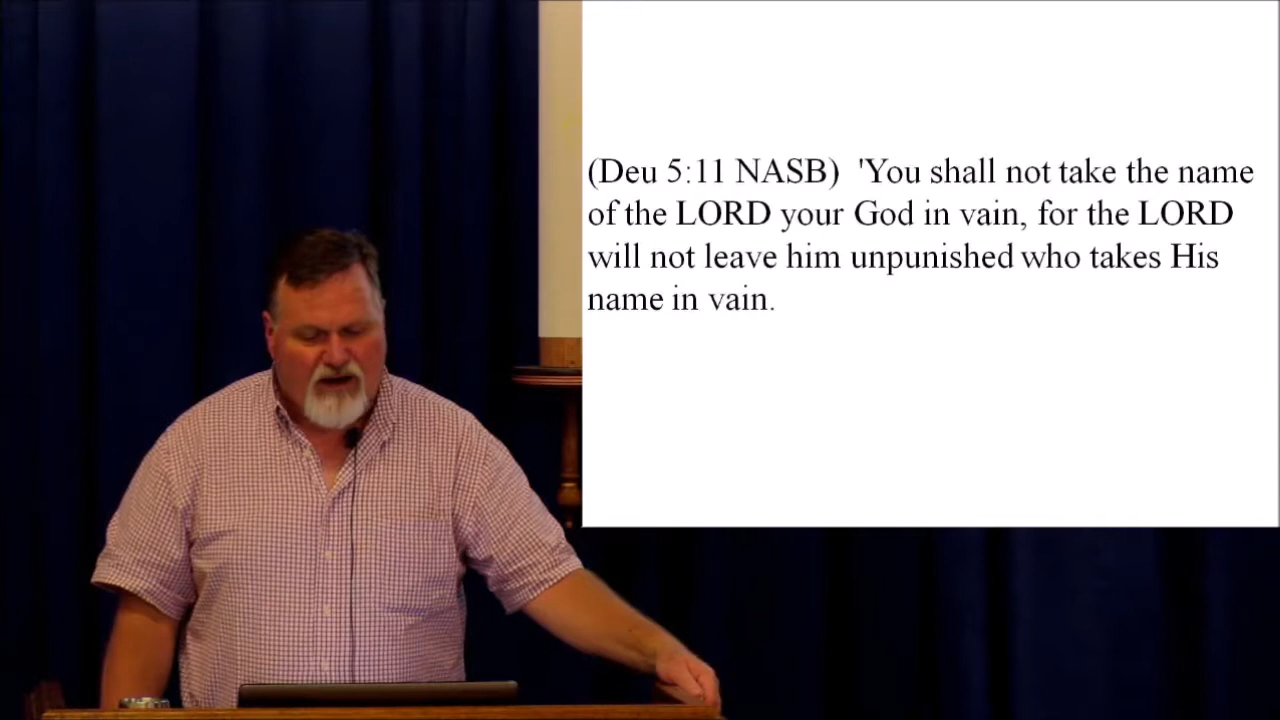 (Deu 5:11 NASB)  'You shall not take the name
of the LORD your God in vain, for the LORD
will not leave him unpunished who takes His
name in vain.